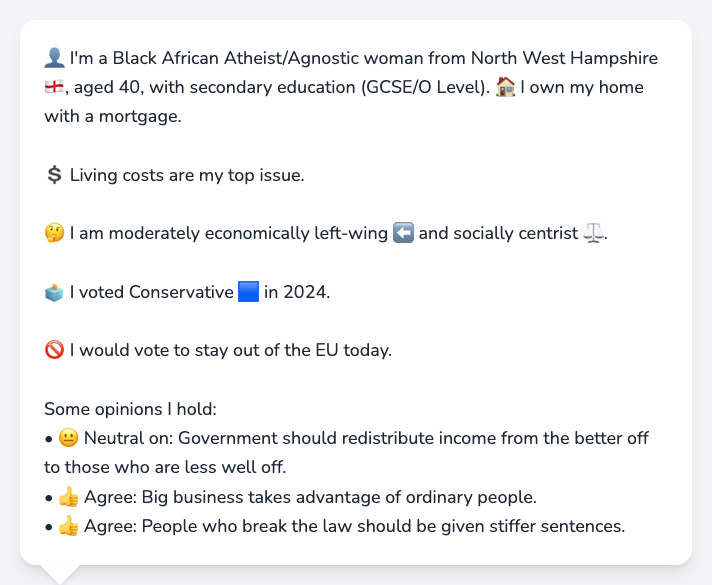 👤 I'm a Black African Atheist/Agnostic woman from North West Hampshire
🏴󠁧󠁢󠁥󠁮󠁧󠁿, aged 40, with secondary education (GCSE/O Level). 🏠 I own my home
with a mortgage.
💲 Living costs are my top issue.
🤔 I am moderately economically left-wing ⬅️ and socially centrist ⚖️.
🗳️ I voted Conservative 🟦 in 2024.
🚫 I would vote to stay out of the EU today.
Some opinions I hold:
• 😐 Neutral on: Government should redistribute income from the better off
to those who are less well off.
• 👍 Agree: Big business takes advantage of ordinary people.
• 👍 Agree: People who break the law should be given stiffer sentences.